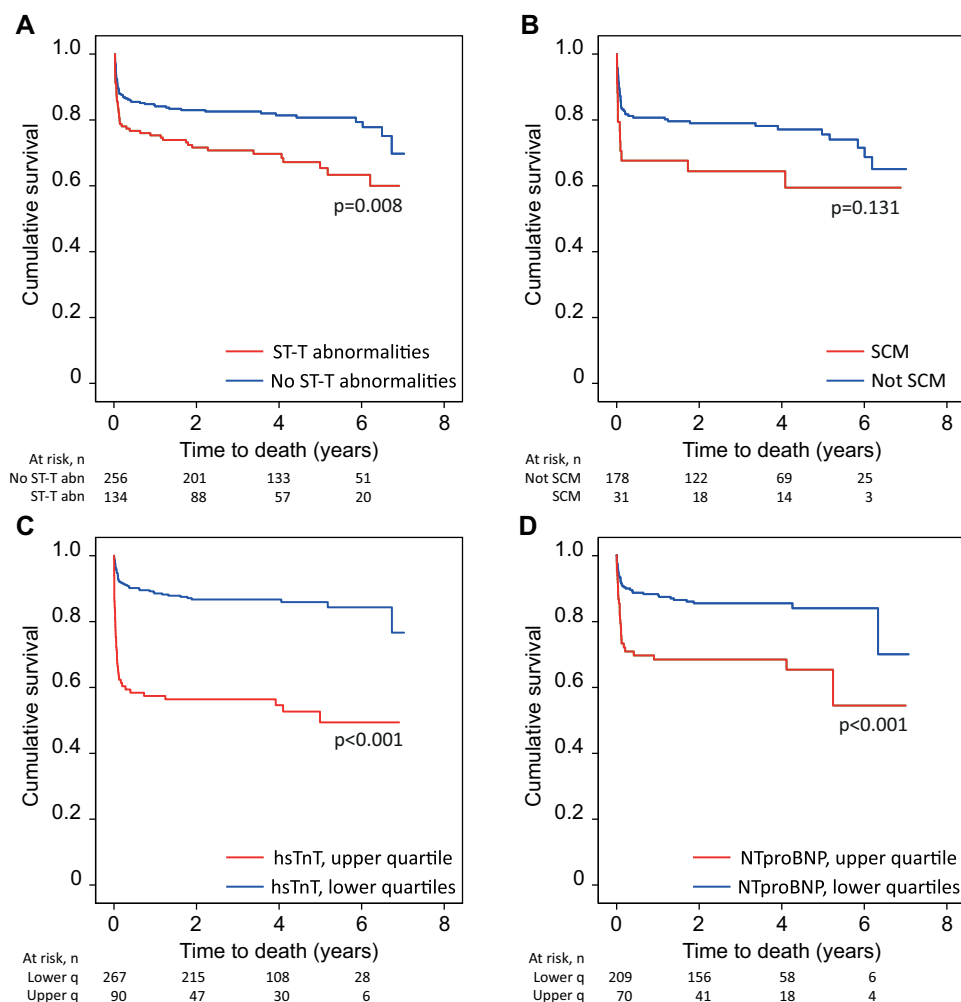 A
Cumulative survival
1.0
0.8
0.6
0.4
0.2
0
p=0.008
ST-T abnormalities
No ST-T abnormalities
0 2 4 6 8
Time to death (years)
At risk, n
No ST-T abn 256 201 133 51
ST-T abn 134 88 57 20
B
Cumulative survival
1.0
0.8
0.6
0.4
0.2
0
p=0.131
SCM
Not SCM
0 2 4 6 8
Time to death (years)
At risk, n
Not SCM 178 122 69 25
SCM 31 18 14 3
C
Cumulative survival
1.0
0.8
0.6
0.4
0.2
0
p<0.001
hsTnT, upper quartile
hsTnT, lower quartiles
0 2 4 6 8
Time to death (years)
At risk, n
Lower q 267 215 108 28
Upper q 90 47 30 6
D
Cumulative survival
1.0
0.8
0.6
0.4
0.2
0
p<0.001
NTproBNP, upper quartile
NTproBNP, lower quartiles
0 2 4 6 8
Time to death (years)
At risk, n
Lower q 209 156 58 6
Upper q 70 41 18 4